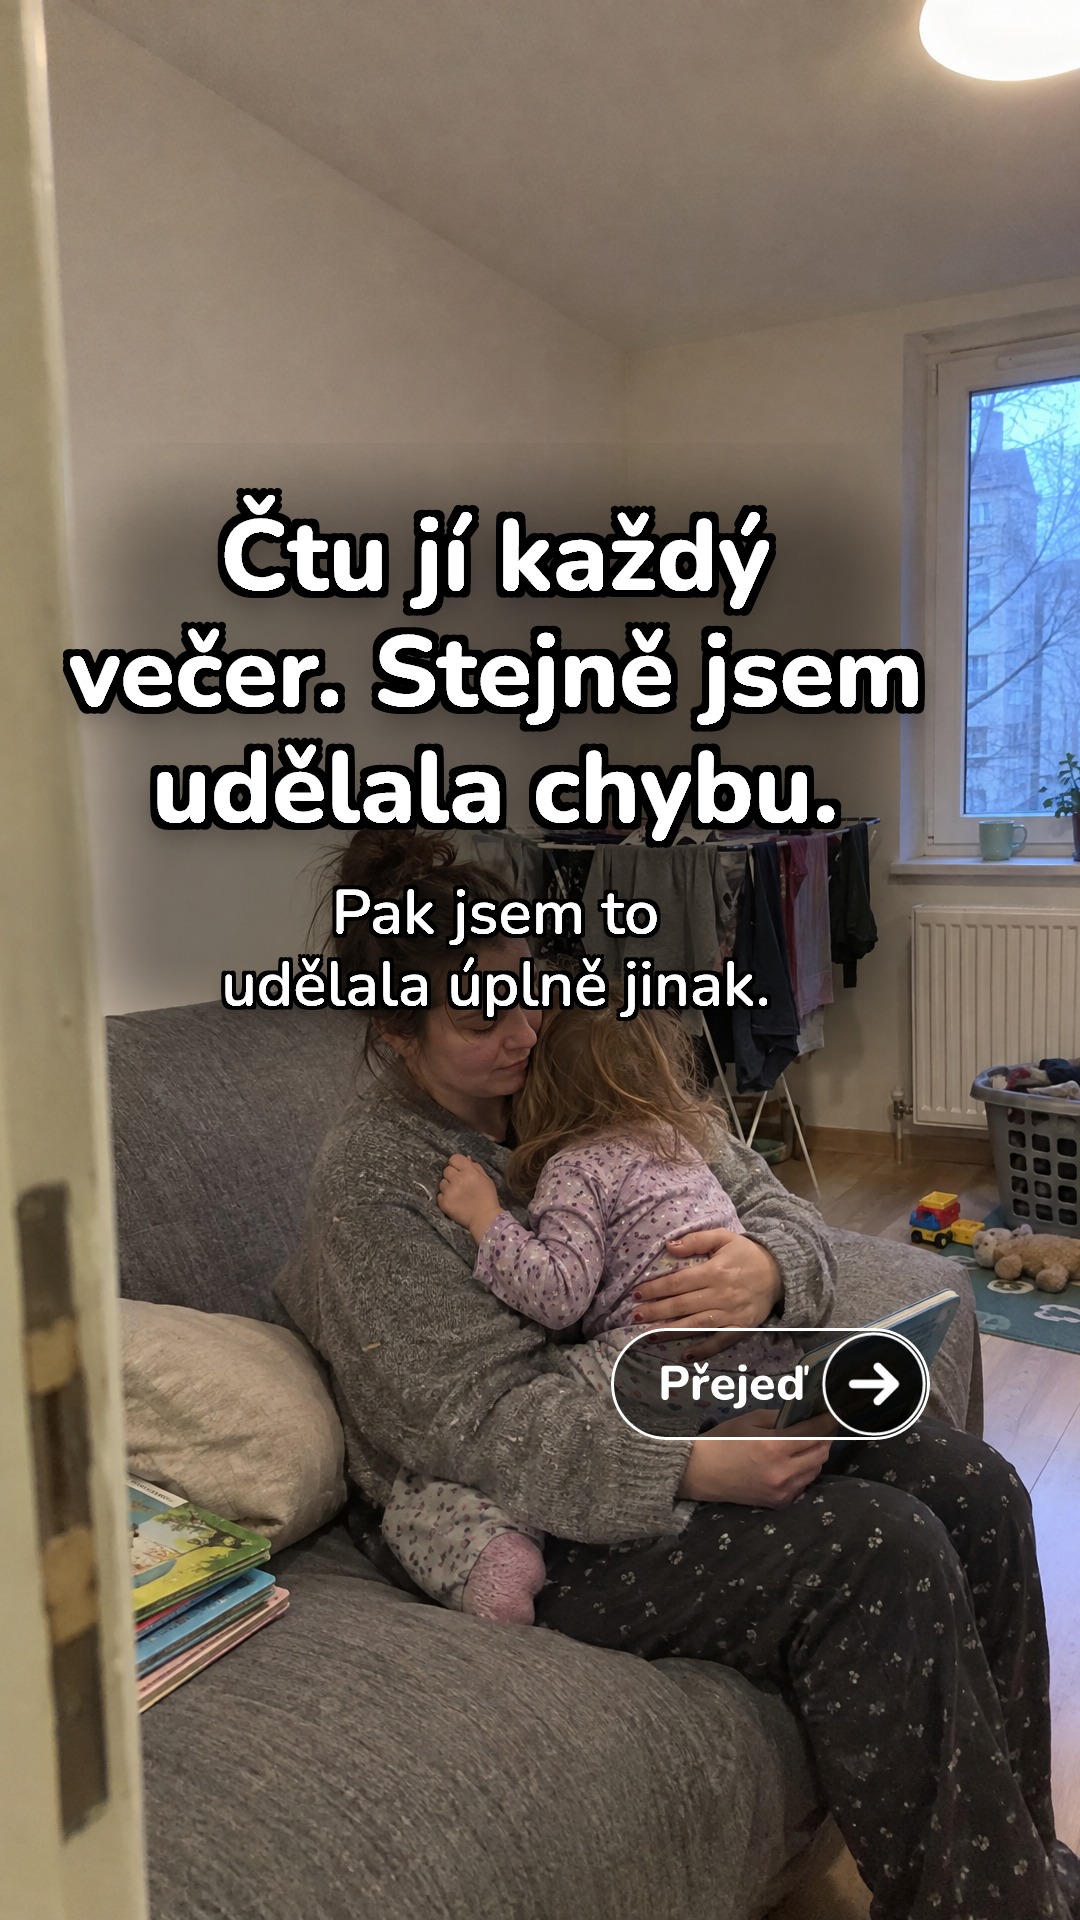 Čtu jí každý
večer. Stejně jsem
udělala chybu.
Pak jsem to
udělala úplně jinak.
Přejeď